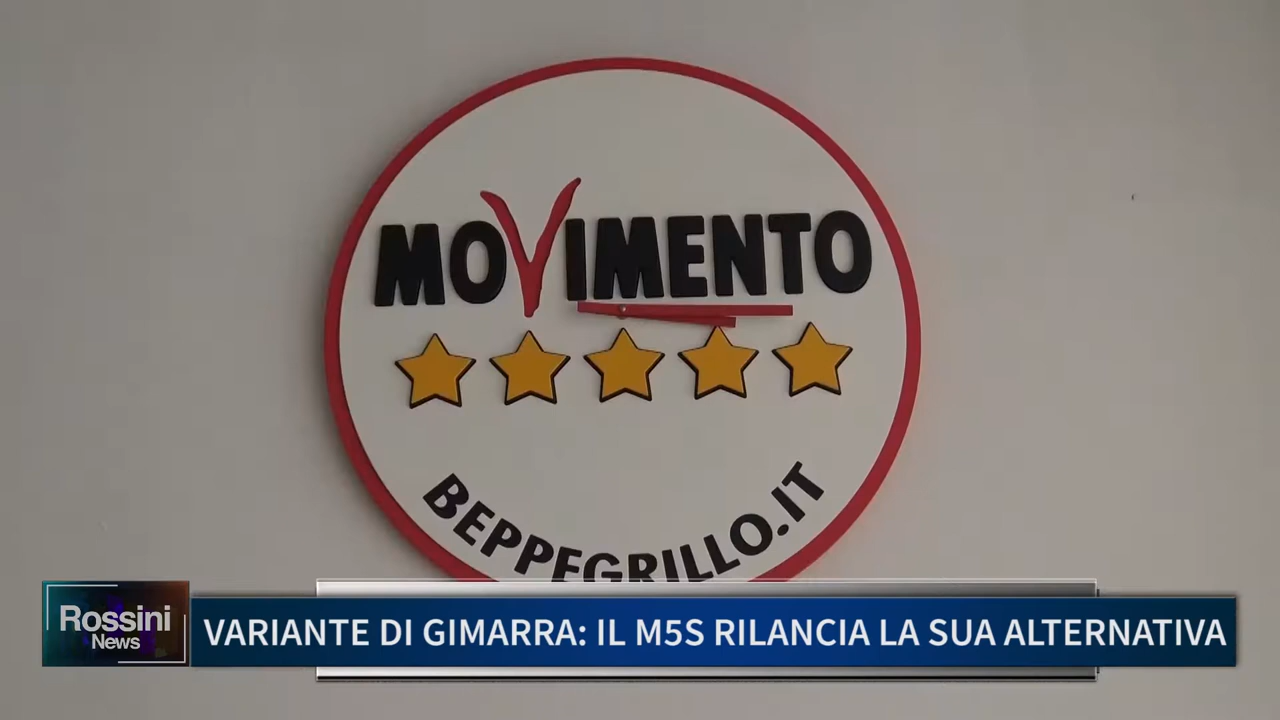 MOVIMENTO
BEPPEGRILLO.IT
Rossini
News
VARIANTE DI GIMARRA: IL M5S RILANCIA LA SUA ALTERNATIVA